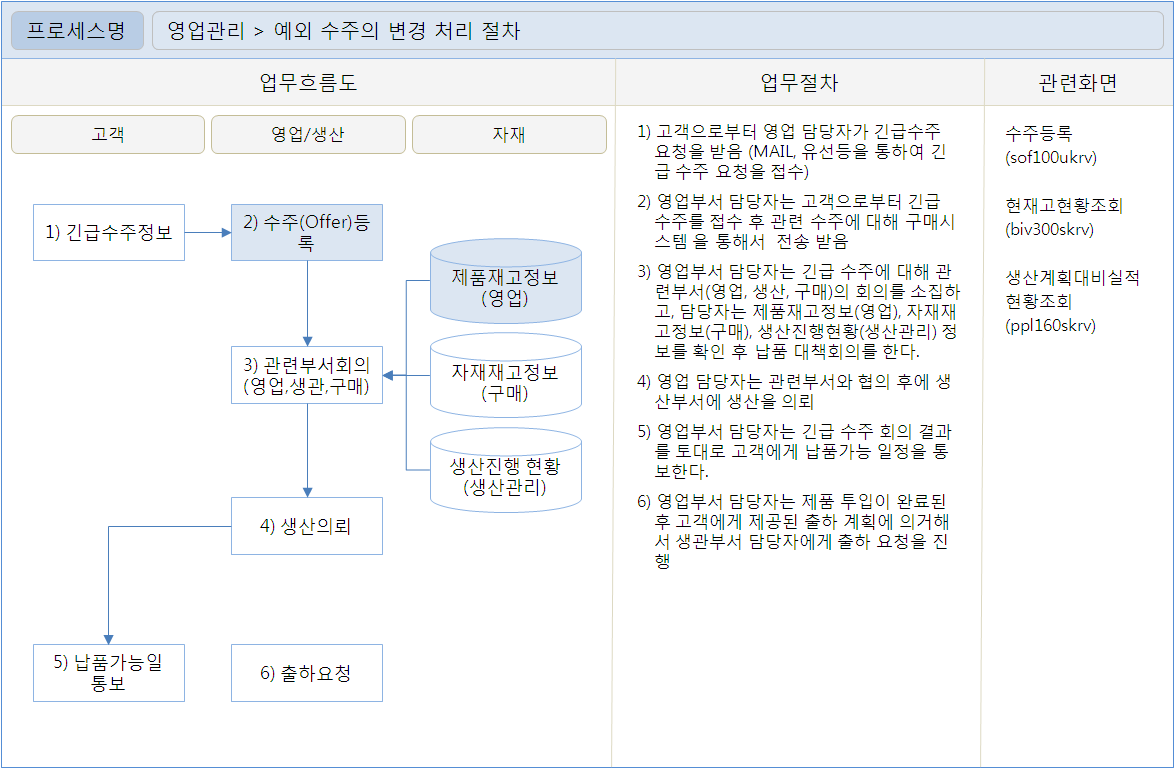 프로세스명
영업관리 > 예외 수주의 변경 처리 절차
업무흐름도
업무절차
관련화면
고객
영업/생산
자재
1) 긴급수주정보
2) 수주(Offer)등
록
제품재고정보
(영업)
3) 관련부서회의
(영업,생관,구매)
자재재고정보
(구매)
생산진행 현황
(생산관리)
4) 생산의뢰
5) 납품가능일
통보
6) 출하요청
1) 고객으로부터 영업 담당자가 긴급수주
요청을 받음 (MAIL, 유선등을 통하여 긴
급 수주 요청을 접수)
2) 영업부서 담당자는 고객으로부터 긴급
수주를 접수 후 관련 수주에 대해 구매시
스템 을 통해서 전송 받음
3) 영업부서 담당자는 긴급 수주에 대해 관
련부서(영업, 생산, 구매)의 회의를 소집하
고, 담당자는 제품재고정보(영업), 자재재
고정보(구매), 생산진행현황(생산관리) 정
보를 확인 후 납품 대책회의를 한다.
4) 영업 담당자는 관련부서와 협의 후에 생
산부서에 생산을 의뢰
5) 영업부서 담당자는 긴급 수주 회의 결과
를 토대로 고객에게 납품가능 일정을 통
보한다.
6) 영업부서 담당자는 제품 투입이 완료된
후 고객에게 제공된 출하 계획에 의거해
서 생관부서 담당자에게 출하 요청을 진
행
수주등록
(sof100ukrv)
현재고현황조회
(biv300skrv)
생산계획대비실적
현황조회
(ppl160skrv)